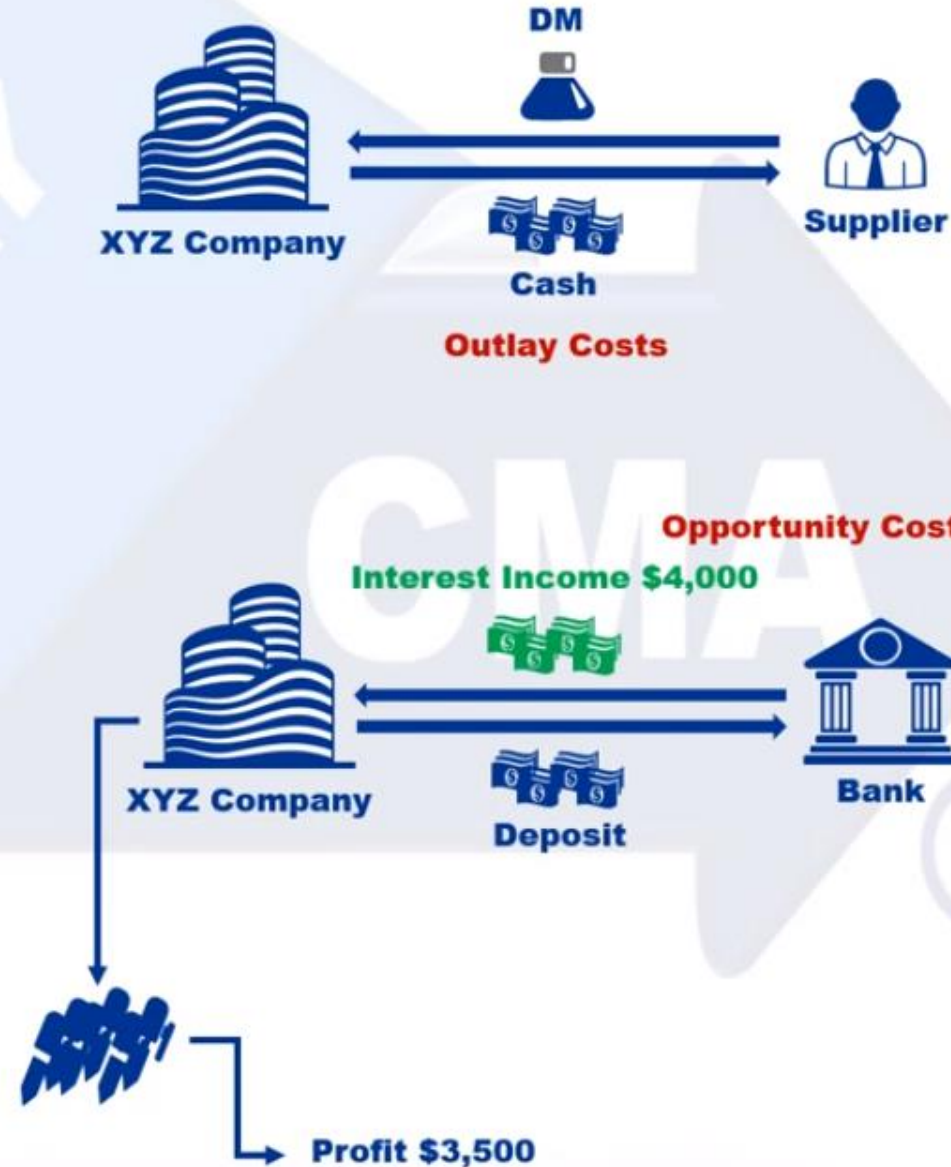 DM
XYZ Company
Supplier
Cash
Outlay Costs
CMA
Opportunity Cost
Interest Income $4,000
XYZ Company
Bank
Deposit
Profit $3,500